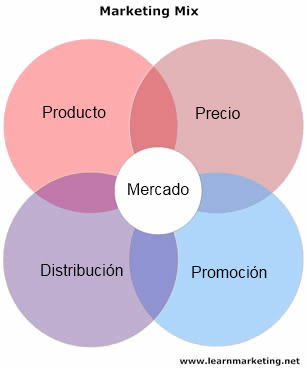 Marketing Mix
Producto
Precio
Mercado
Distribución
Promoción
www.learnmarketing.net